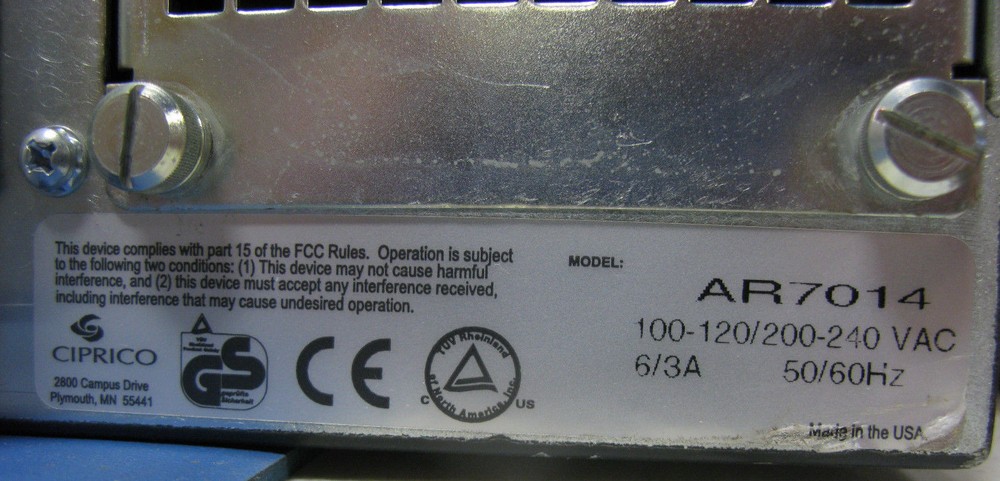 This device complies with part 15 of the FCC Rules. Operation is subject
to the following two conditions: (1) This device may not cause harmful
interference, and (2) this device must accept any interference received,
including interference that may cause undesired operation.
MODEL:
AR7014
100-120/200-240 VAC
6/3A 50/60Hz
CIPRICO
2800 Campus Drive
Plymouth, MN 55441
GS
geprüfte
Sicherheit
CE
TÜV Rheinland
of North America, Inc.
C US
Made in the USA